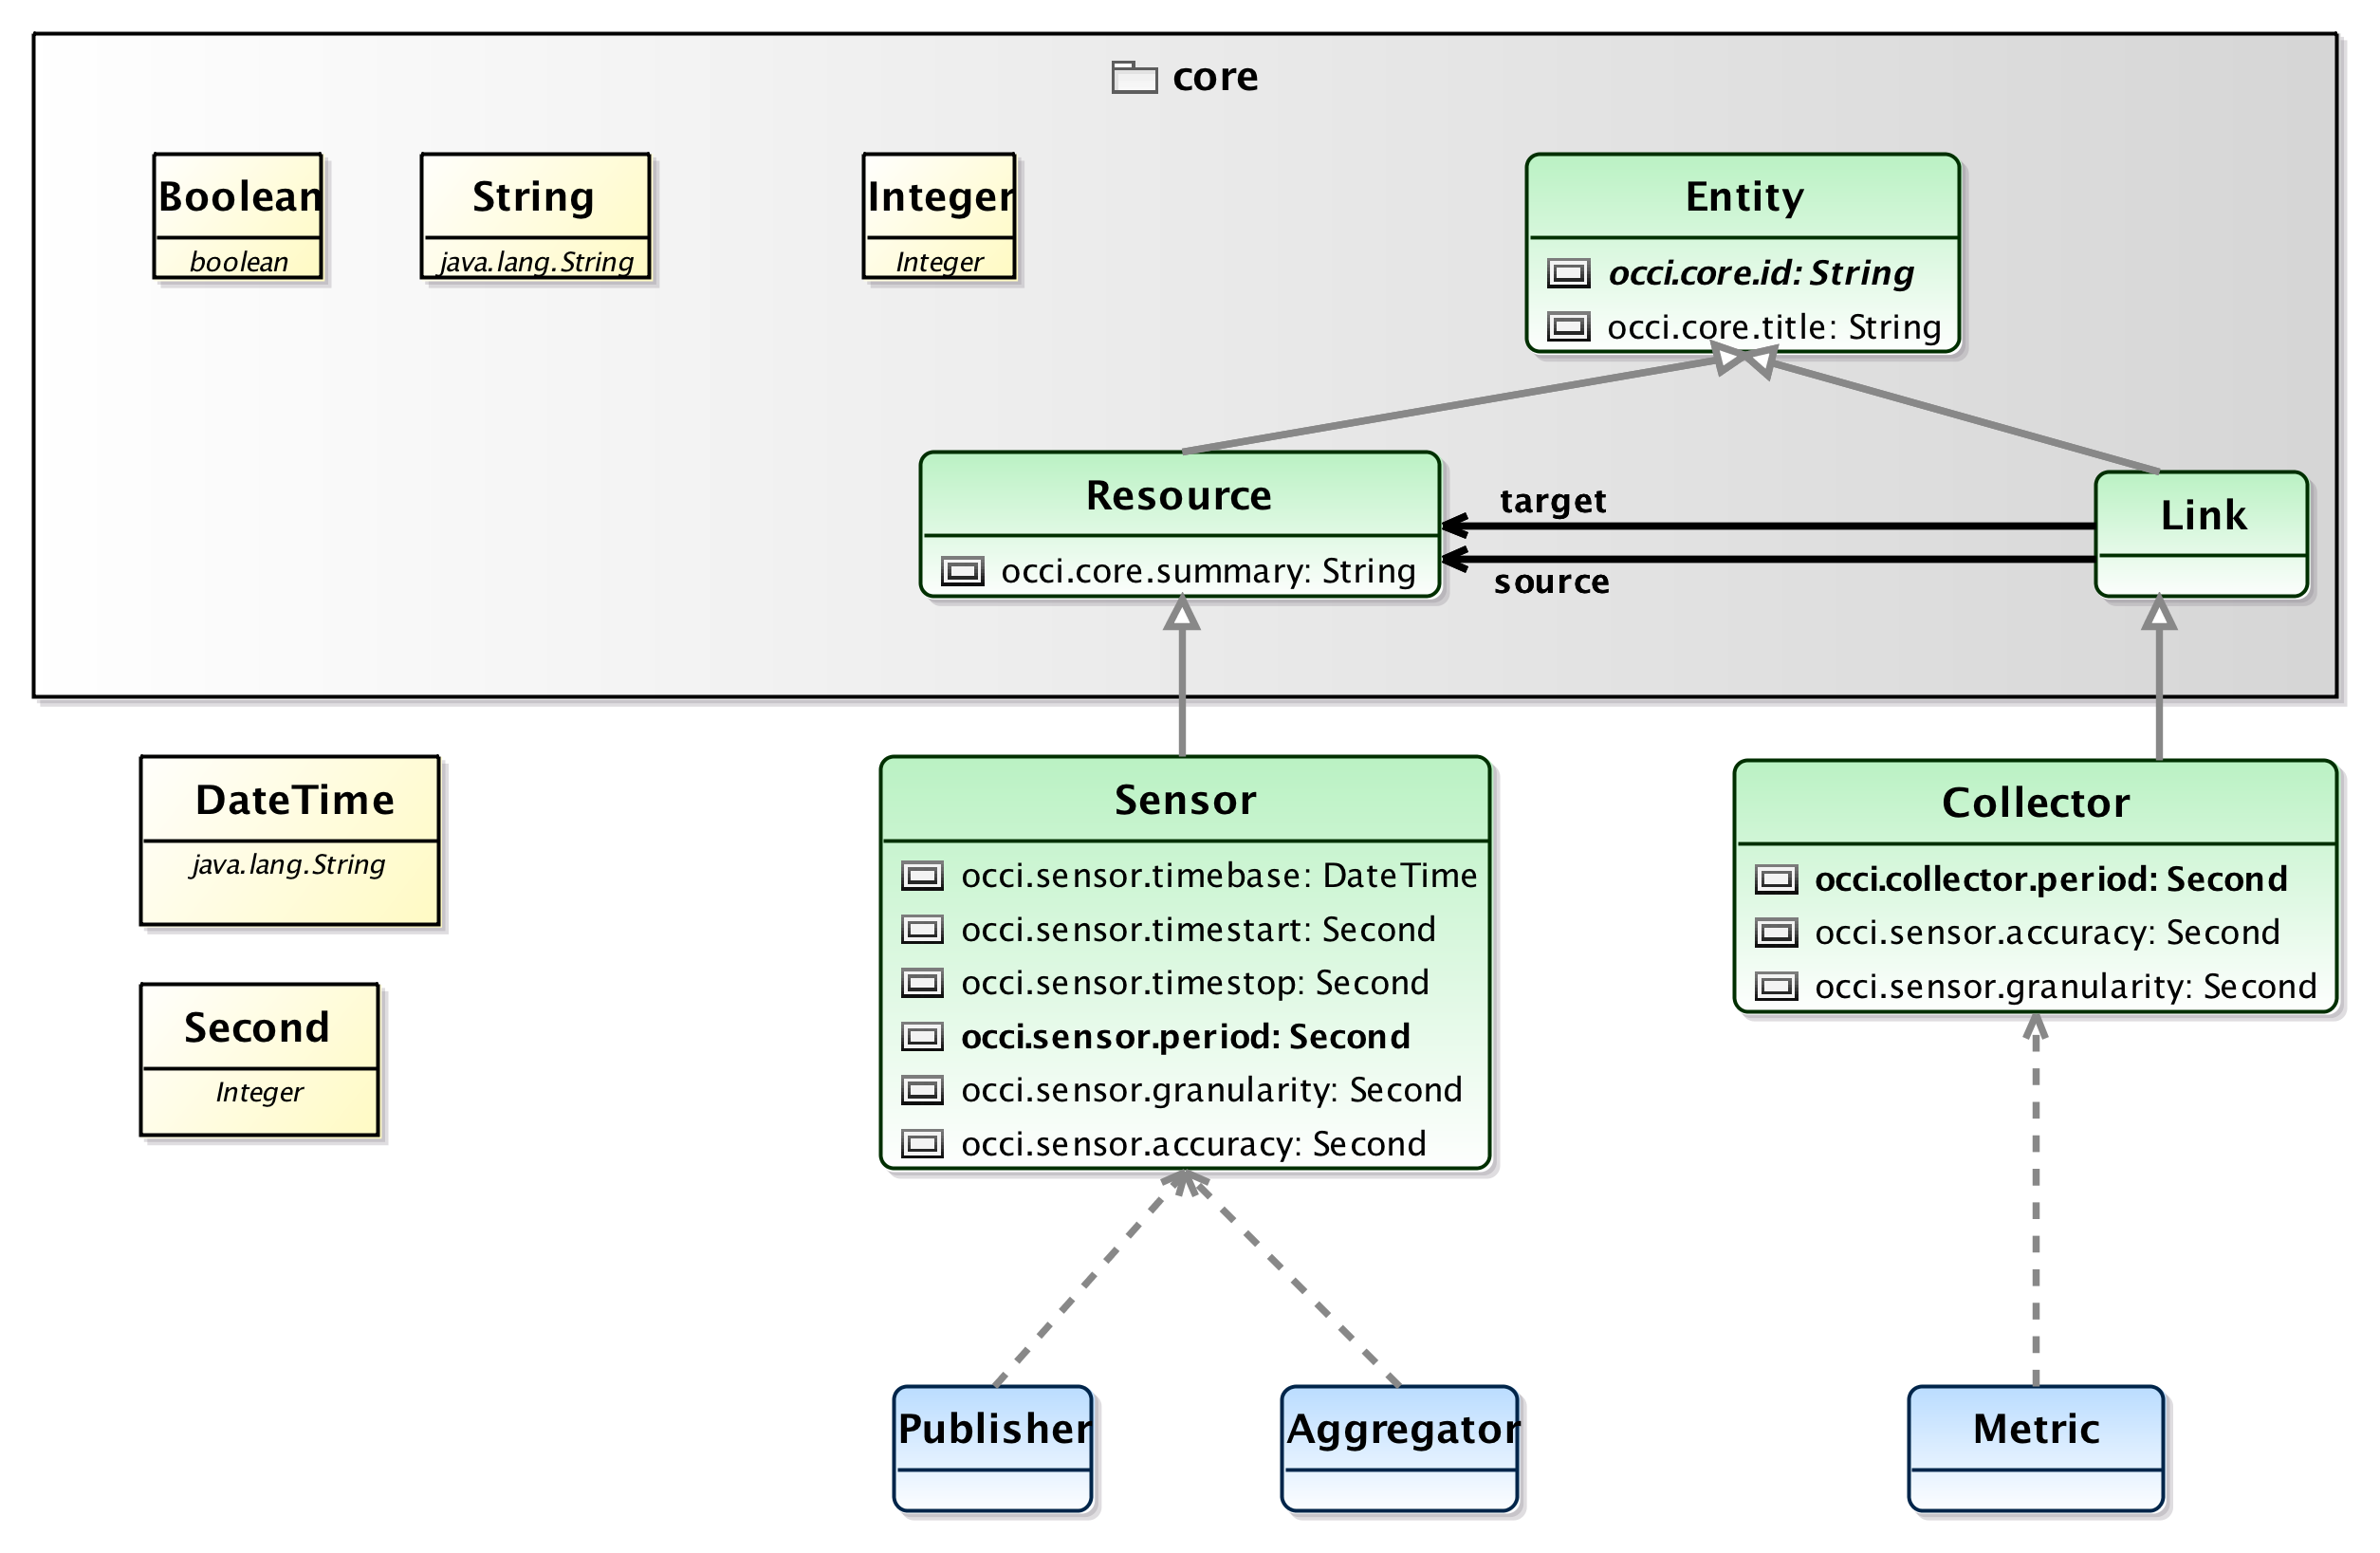 core
Boolean
boolean
String
java.lang.String
Integer
Integer
Entity
occi.core.id: String
occi.core.title: String
Resource
occi.core.summary: String
target
source
Link
DateTime
java.lang.String
Second
Integer
Sensor
occi.sensor.timebase: DateTime
occi.sensor.timestart: Second
occi.sensor.timestop: Second
occi.sensor.period: Second
occi.sensor.granularity: Second
occi.sensor.accuracy: Second
Collector
occi.collector.period: Second
occi.sensor.accuracy: Second
occi.sensor.granularity: Second
Publisher
Aggregator
Metric